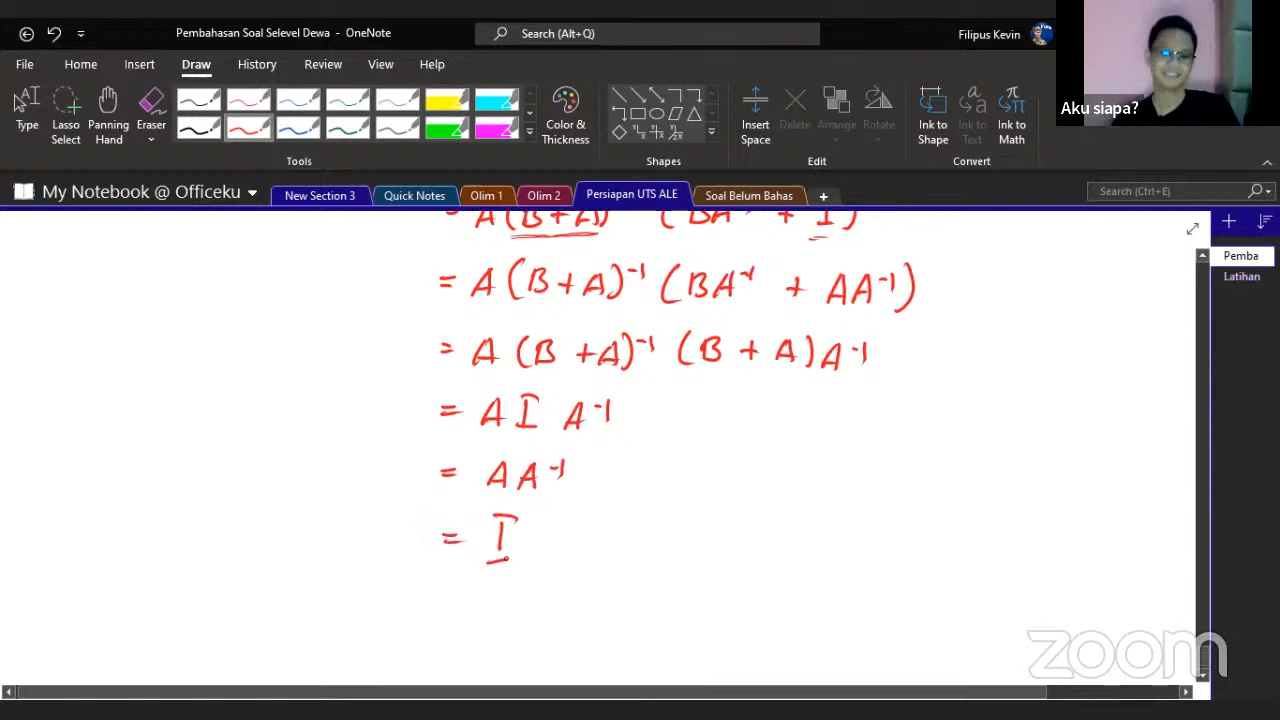 Pembahasan Soal Selevel Dewa - OneNote
Search (Alt+Q)
Filipus Kevin
Aku siapa?
File Home Insert Draw History Review View Help
Type
Lasso Select
Panning Hand
Eraser
Color & Thickness
Insert Space
Delete
Arrange
Rotate
Ink to Shape
Ink to Text
Ink to Math
Tools
Shapes
Edit
Convert
My Notebook @ Officeku
New Section 3
Quick Notes
Olim 1
Olim 2
Persiapan UTS ALE
Soal Belum Bahas
Search (Ctrl+E)
Pemba
Latihan
= A (B + A)⁻¹ (BA⁻¹ + AA⁻¹)
= A (B + A)⁻¹ (B + A) A⁻¹
= A I A⁻¹
= A A⁻¹
= I
zoom